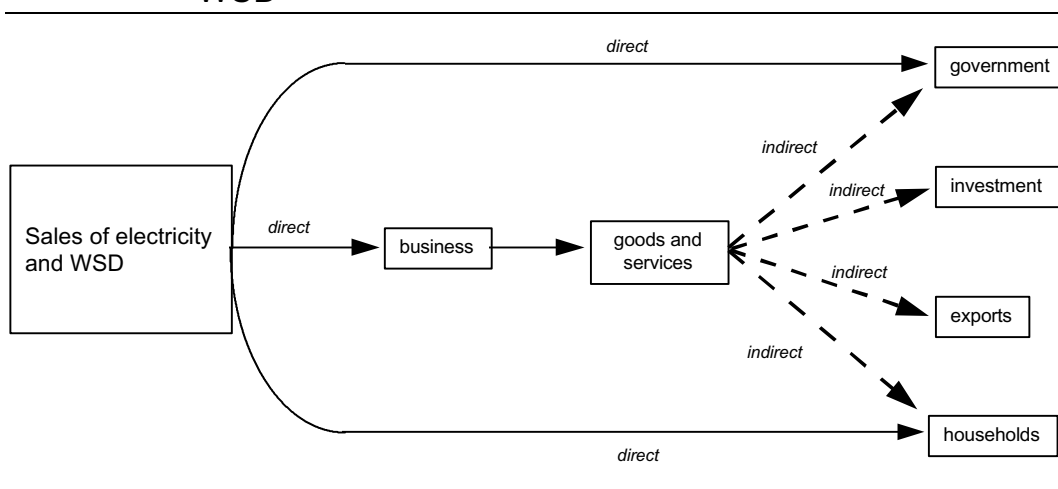 direct
government
indirect
indirect
investment
Sales of electricity
and WSD
direct
business
goods and
services
indirect
exports
indirect
households
direct